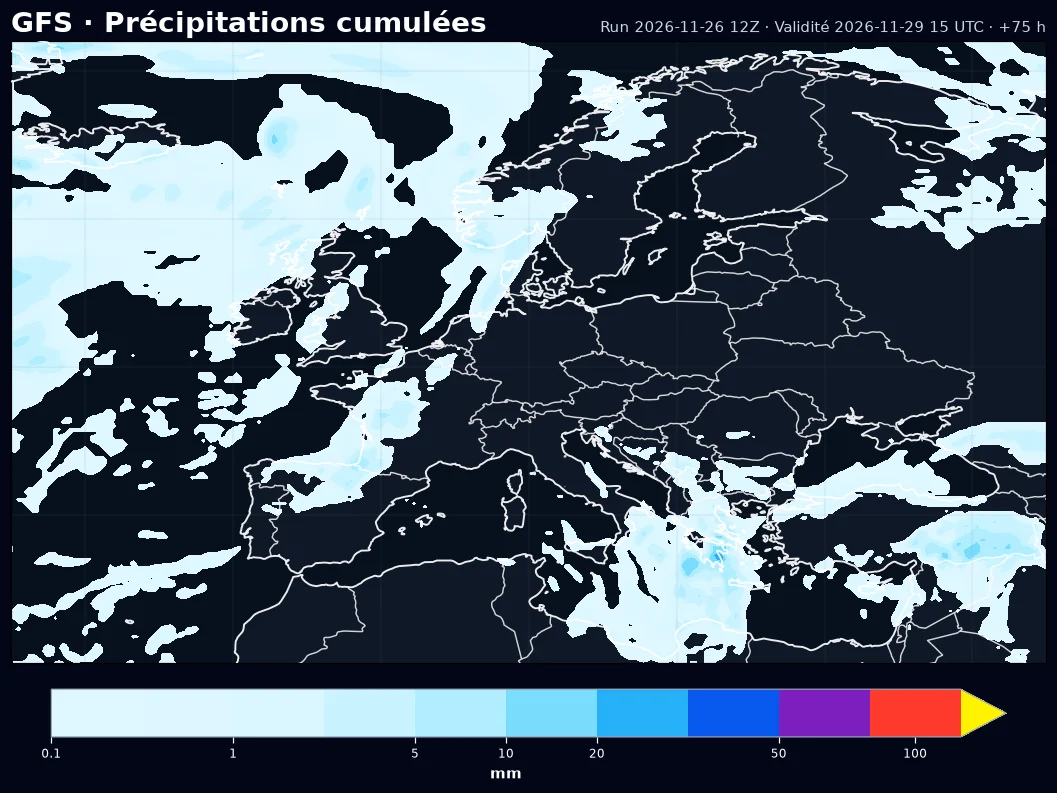 GFS · Précipitations cumulées
Run 2026-11-26 12Z · Validité 2026-11-29 15 UTC · +75 h
0.1 1 5 10 20 50 100
mm